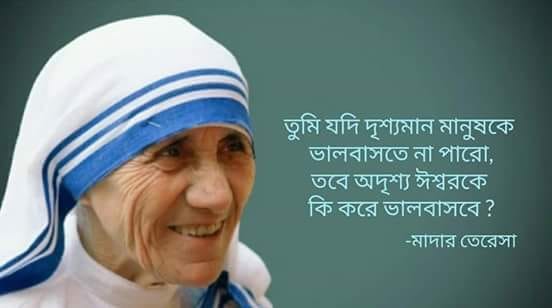 তুমি যদি দৃশ্যমান মানুষকে
ভালবাসতে না পারো,
তবে অদৃশ্য ঈশ্বরকে
কি করে ভালবাসবে ?
-মাদার তেরেসা